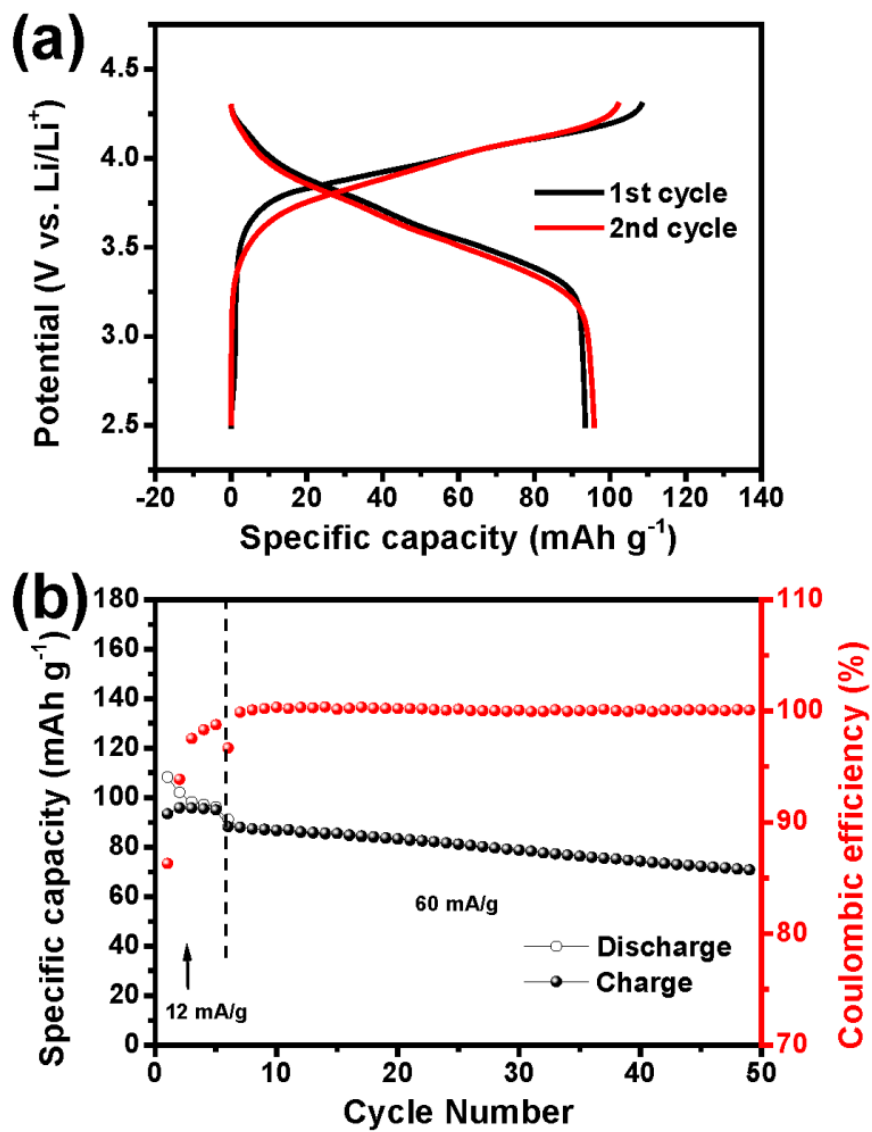 (a)
Potential (V vs. Li/Li⁺)
4.5
4.0
3.5
3.0
2.5
1st cycle
2nd cycle
-20 0 20 40 60 80 100 120 140
Specific capacity (mAh g⁻¹)
(b)
Specific capacity (mAh g⁻¹)
180
160
140
120
100
80
60
40
20
0
110
100
90
80
70
Coulombic efficiency (%)
60 mA/g
12 mA/g
Discharge
Charge
0 10 20 30 40 50
Cycle Number